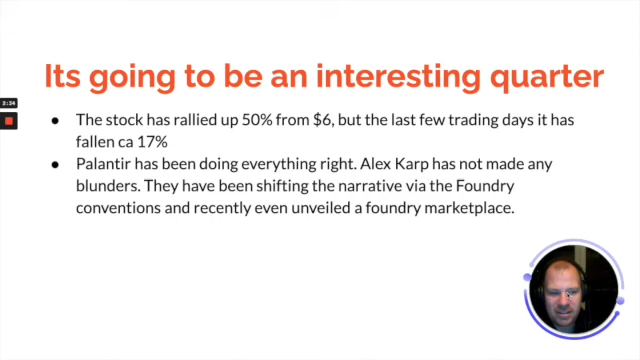 Its going to be an interesting quarter
2:34
● The stock has rallied up 50% from $6, but the last few trading days it has
fallen ca 17%
● Palantir has been doing everything right. Alex Karp has not made any
blunders. They have been shifting the narrative via the Foundry
conventions and recently even unveiled a foundry marketplace.